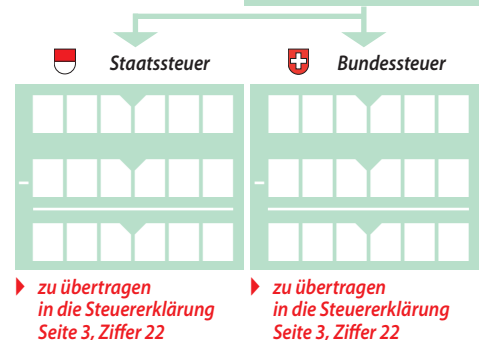 Staatssteuer
Bundessteuer
zu übertragen
in die Steuererklärung
Seite 3, Ziffer 22
zu übertragen
in die Steuererklärung
Seite 3, Ziffer 22